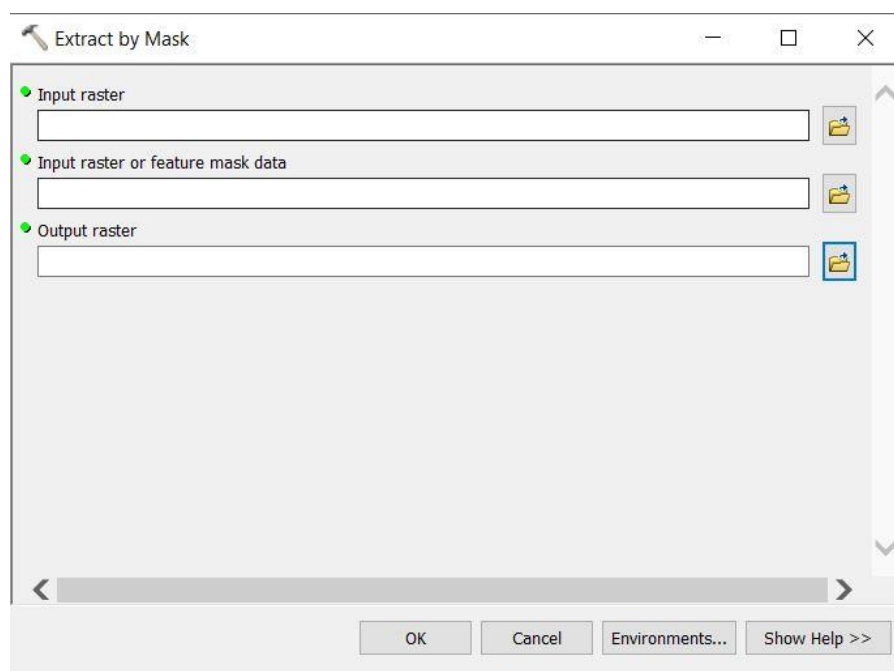 Extract by Mask
Input raster
Input raster or feature mask data
Output raster
OK Cancel Environments... Show Help >>